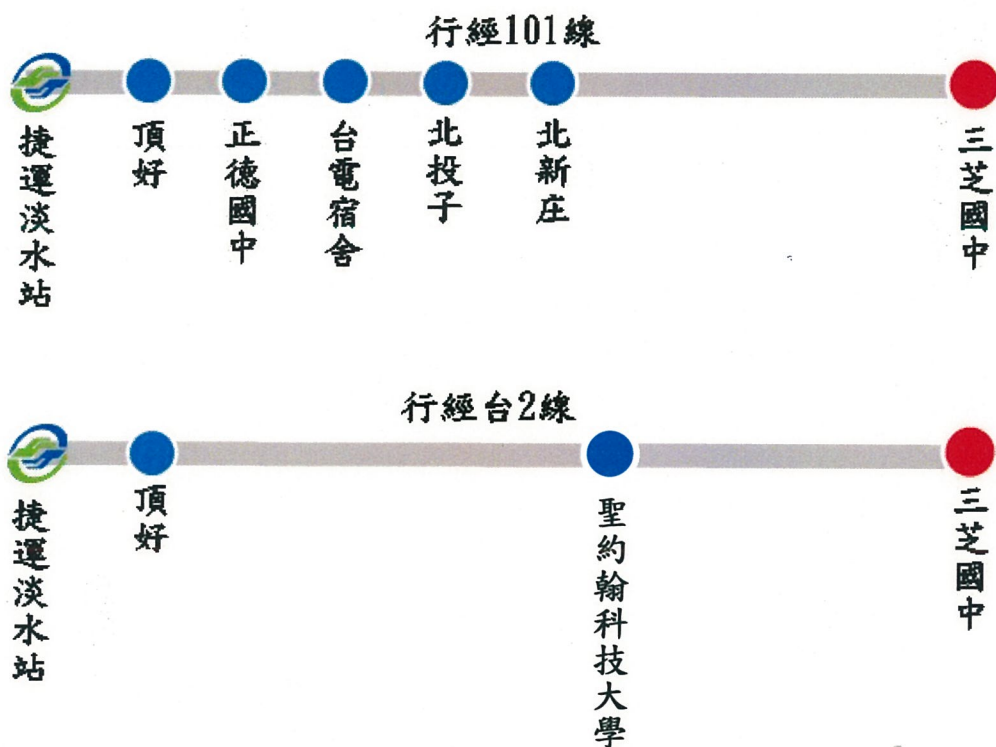 行經101線
捷運淡水站
頂好
正德國中
台電宿舍
北投子
北新庄
三芝國中
行經台2線
捷運淡水站
頂好
聖約翰科技大學
三芝國中